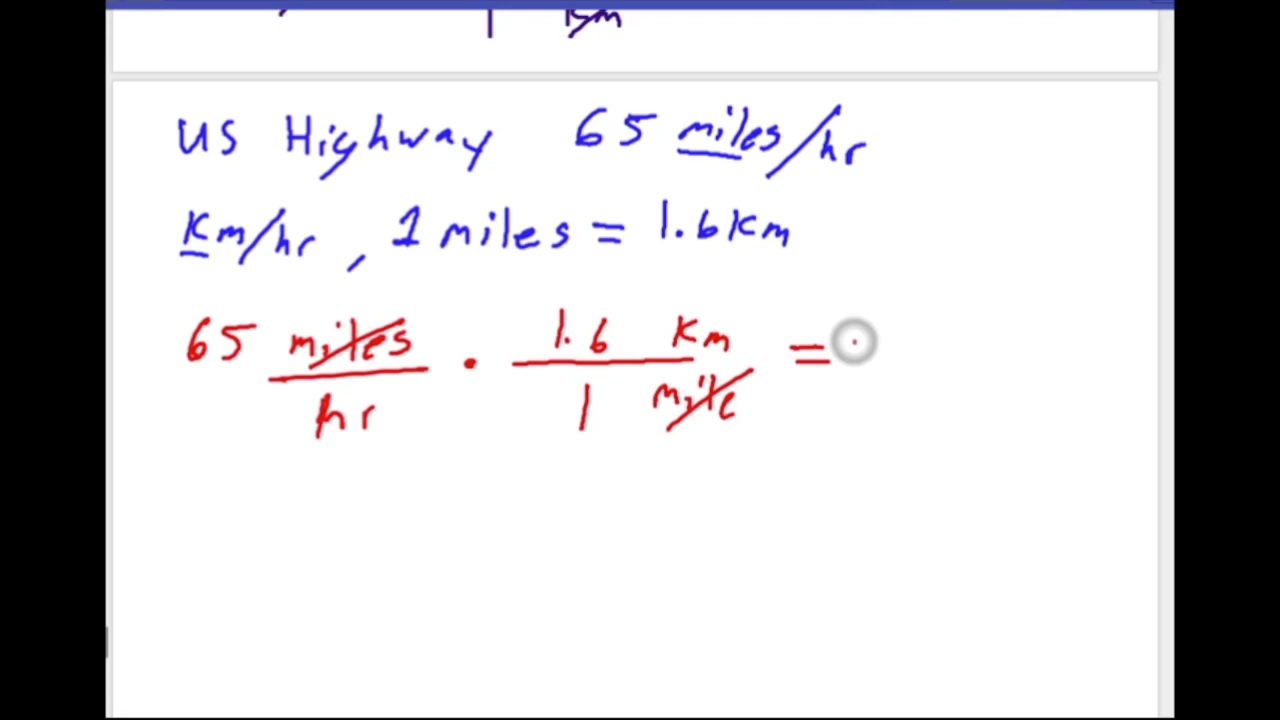 Km
US Highway 65 miles/hr
Km/hr , 1 miles = 1.6 Km
65 miles/hr · 1.6 Km/1 mile =